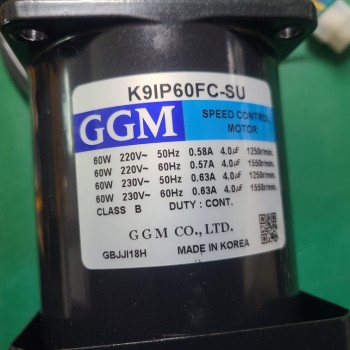 K9IP60FC-SU
GGM
SPEED CONTROL
MOTOR
60W 220V~ 50Hz 0.58A 4.0μF 1250r/min.
60W 220V~ 60Hz 0.57A 4.0μF 1550r/min.
60W 230V~ 50Hz 0.63A 4.0μF 1250r/min.
60W 230V~ 60Hz 0.63A 4.0μF 1550r/min.
CLASS B DUTY : CONT.
GGM CO., LTD.
GBJJI18H MADE IN KOREA